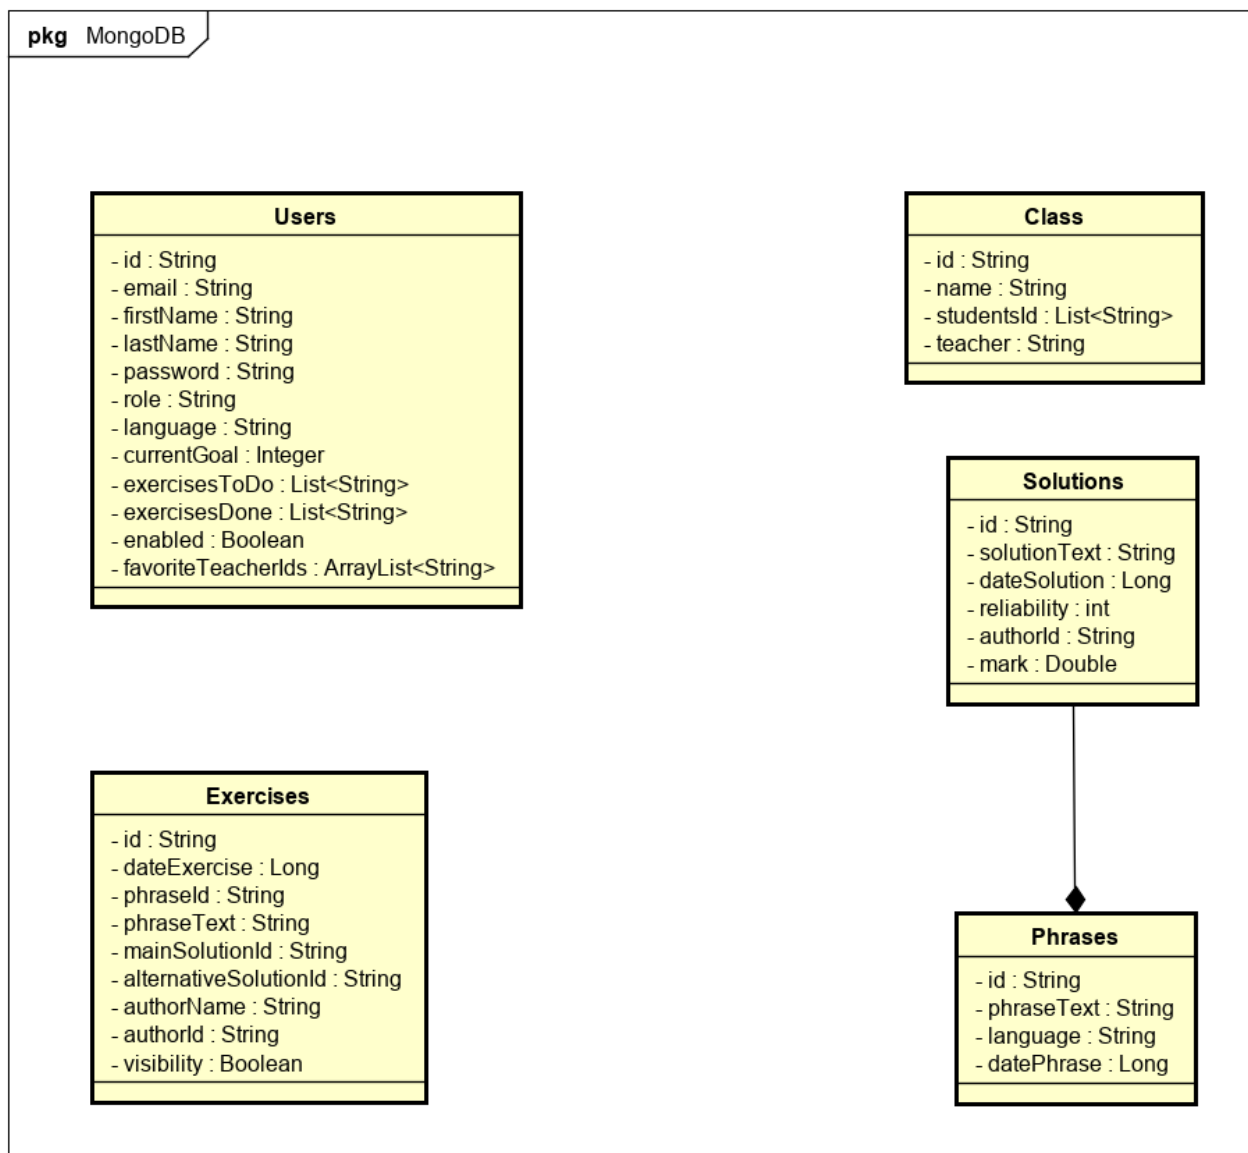 pkg MongoDB
Users
- id : String
- email : String
- firstName : String
- lastName : String
- password : String
- role : String
- language : String
- currentGoal : Integer
- exercisesToDo : List<String>
- exercisesDone : List<String>
- enabled : Boolean
- favoriteTeacherIds : ArrayList<String>
Class
- id : String
- name : String
- studentsId : List<String>
- teacher : String
Solutions
- id : String
- solutionText : String
- dateSolution : Long
- reliability : int
- authorId : String
- mark : Double
Exercises
- id : String
- dateExercise : Long
- phraseId : String
- phraseText : String
- mainSolutionId : String
- alternativeSolutionId : String
- authorName : String
- authorId : String
- visibility : Boolean
Phrases
- id : String
- phraseText : String
- language : String
- datePhrase : Long